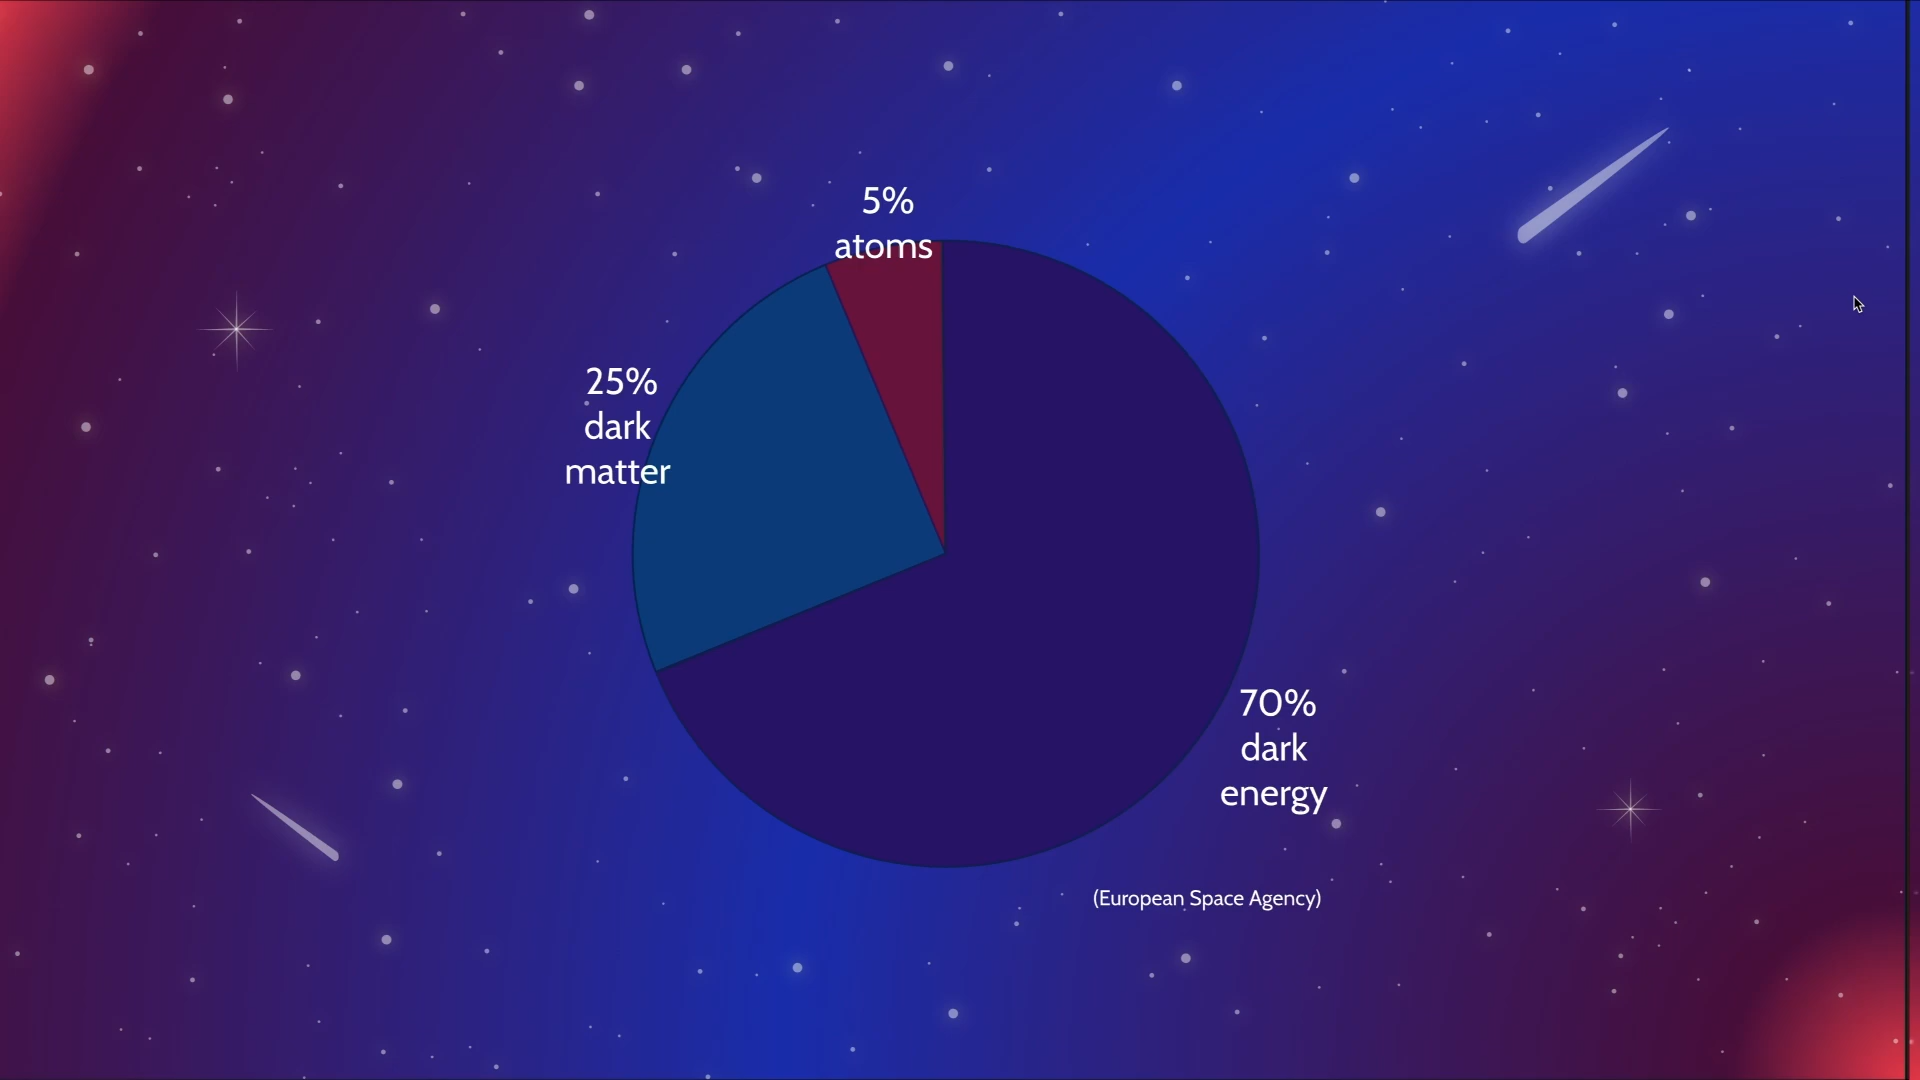 5%
atoms
25%
dark
matter
70%
dark
energy
(European Space Agency)